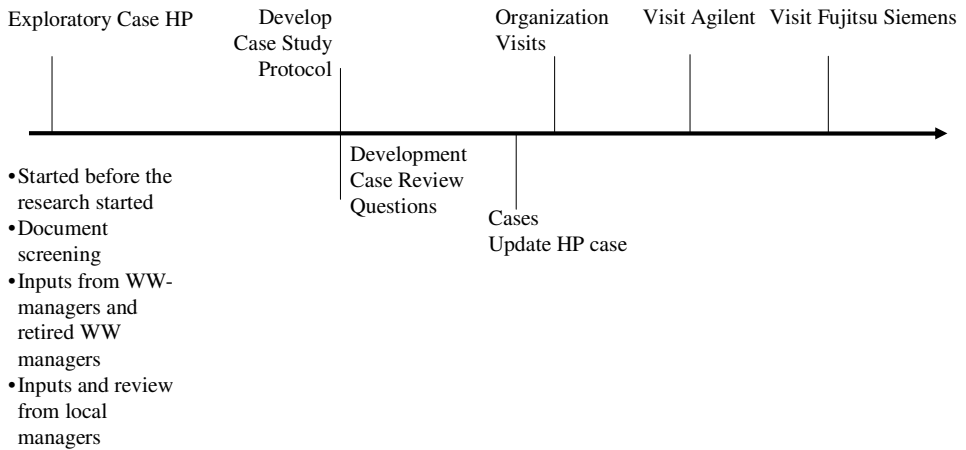 Exploratory Case HP
Develop
Case Study
Protocol
Organization
Visits
Visit Agilent
Visit Fujitsu Siemens
Development
Case Review
Questions
Cases
Update HP case
•Started before the
research started
•Document
screening
•Inputs from WW-
managers and
retired WW
managers
•Inputs and review
from local
managers